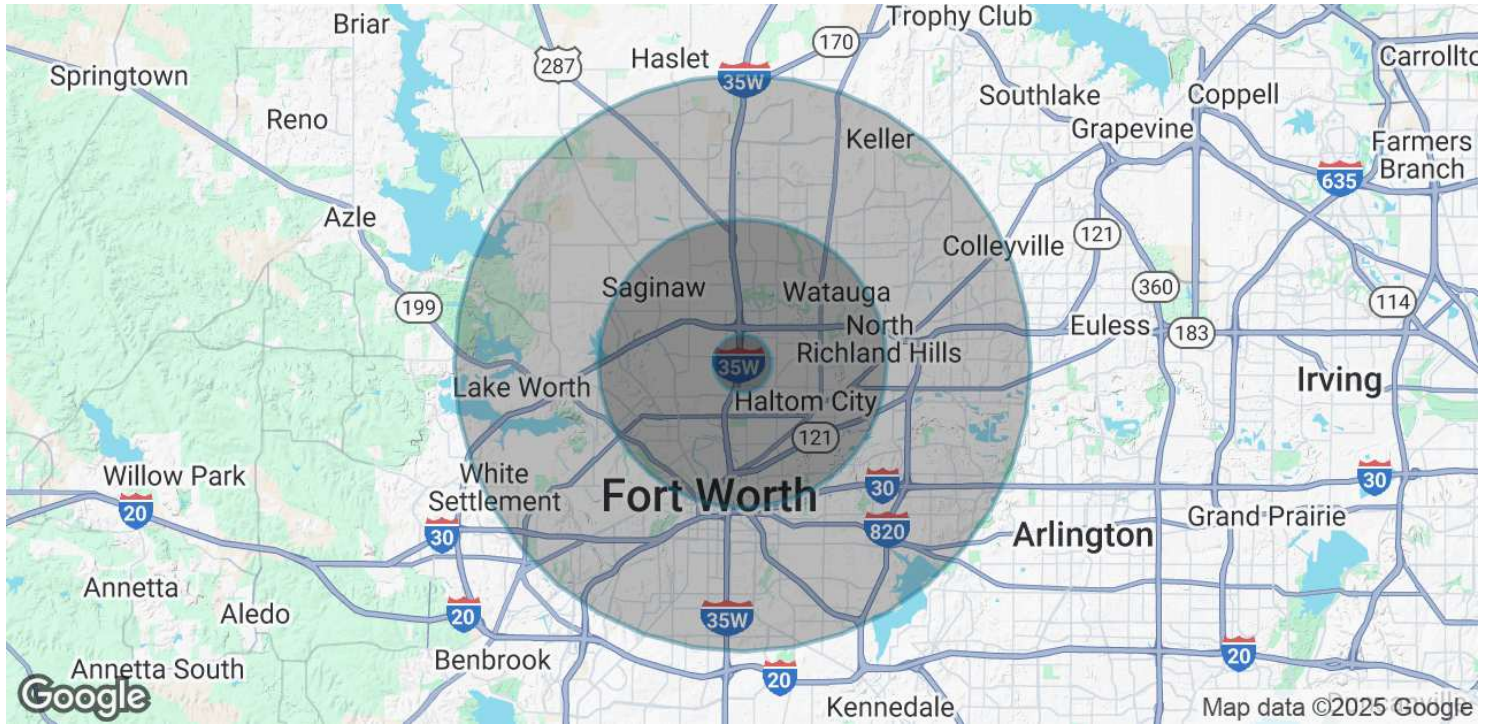 Briar
Trophy Club
170
287
Haslet
35W
Carrollto
Springtown
Southlake
Coppell
Reno
Grapevine
Keller
Farmers
Branch
635
Azle
121
Colleyville
360
Saginaw
Watauga
199
114
North
Richland Hills
Euless
183
35W
Irving
Lake Worth
Haltom City
121
Willow Park
White
Settlement
Fort Worth
30
30
20
820
Arlington
Grand Prairie
30
Annetta
Aledo
20
35W
20
Annetta South
Benbrook
20
Kennedale
Google
Map data ©2025 Google